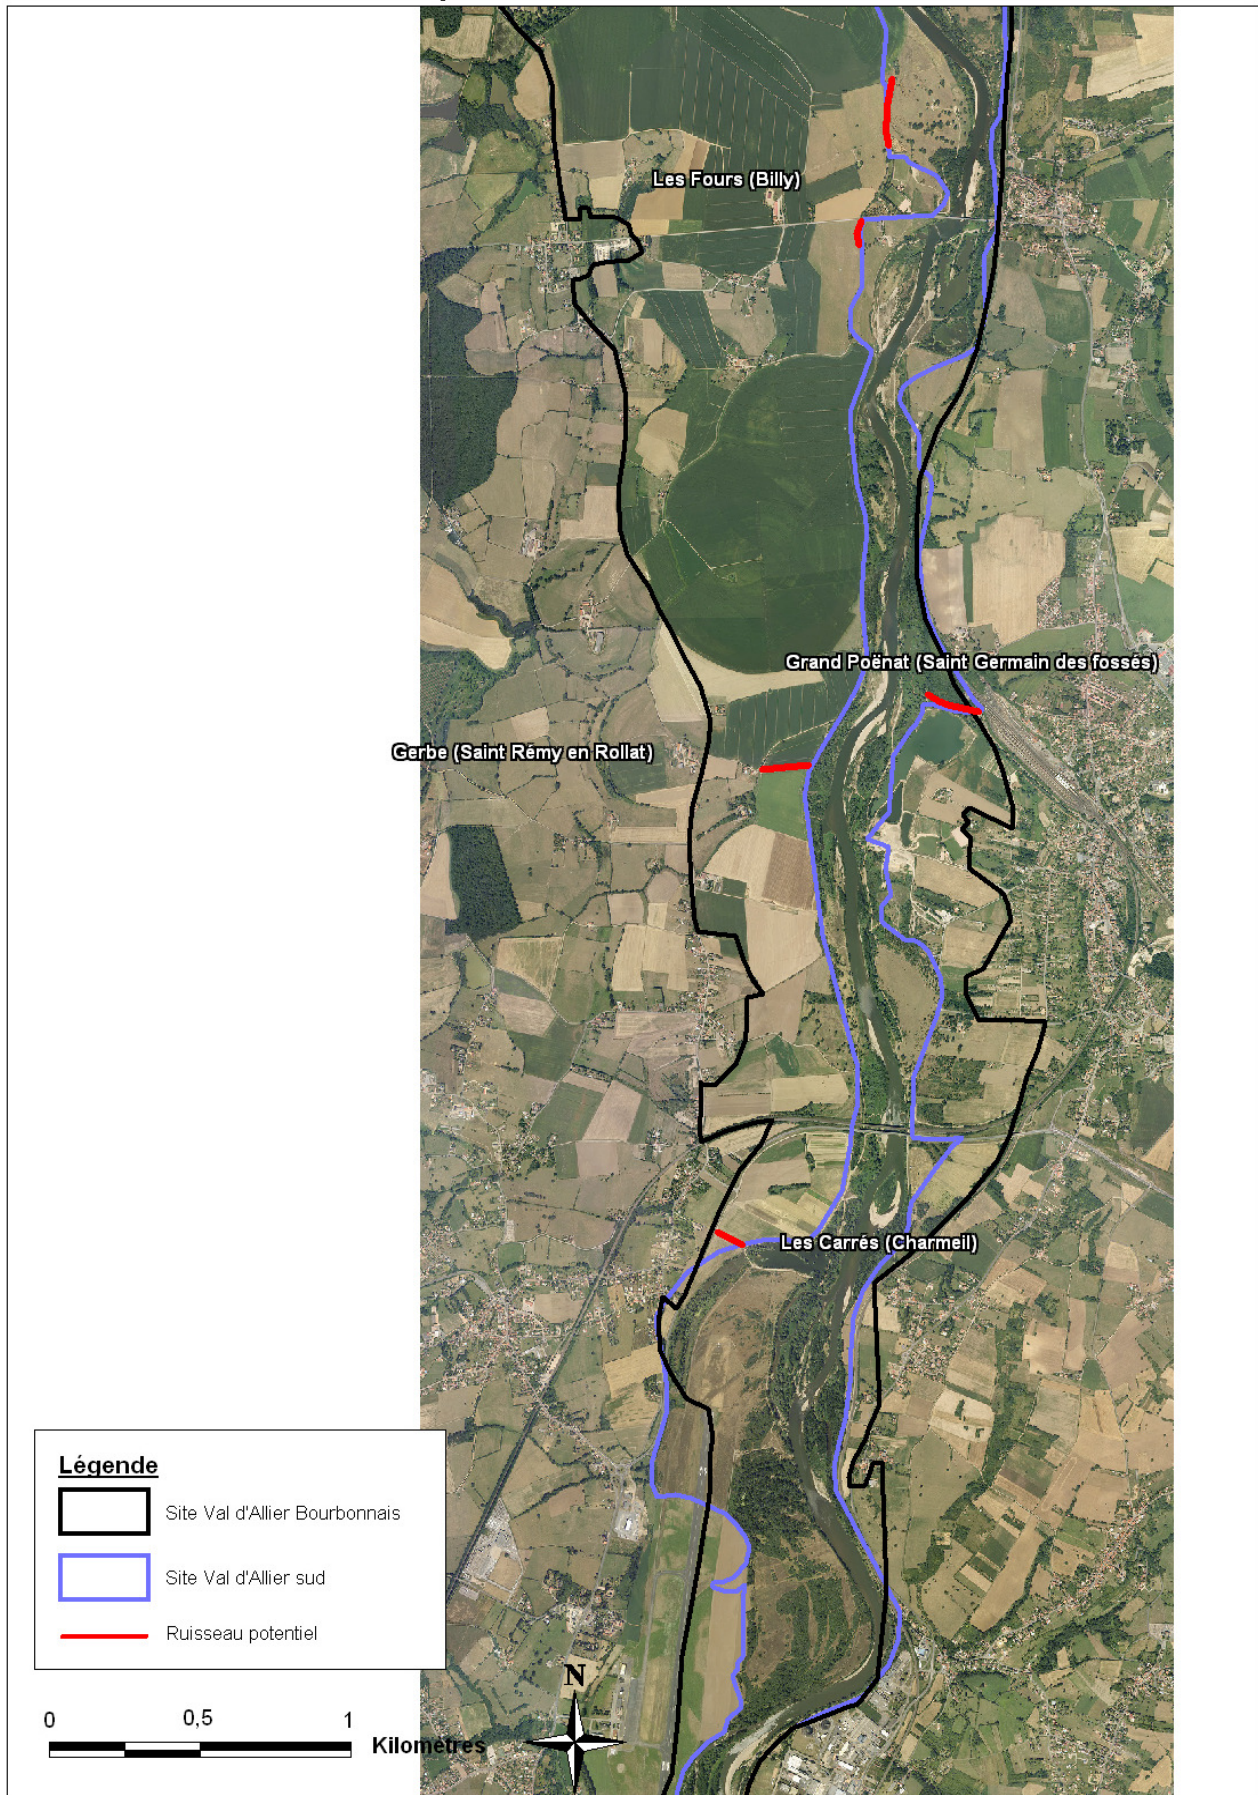 Les Fours (Billy)
Grand Poënat (Saint Germain des fossés)
Gerbe (Saint Rémy en Rollat)
Les Carrés (Charmeil)
Légende
Site Val d'Allier Bourbonnais
Site Val d'Allier sud
Ruisseau potentiel
N
0 0,5 1
Kilomètres